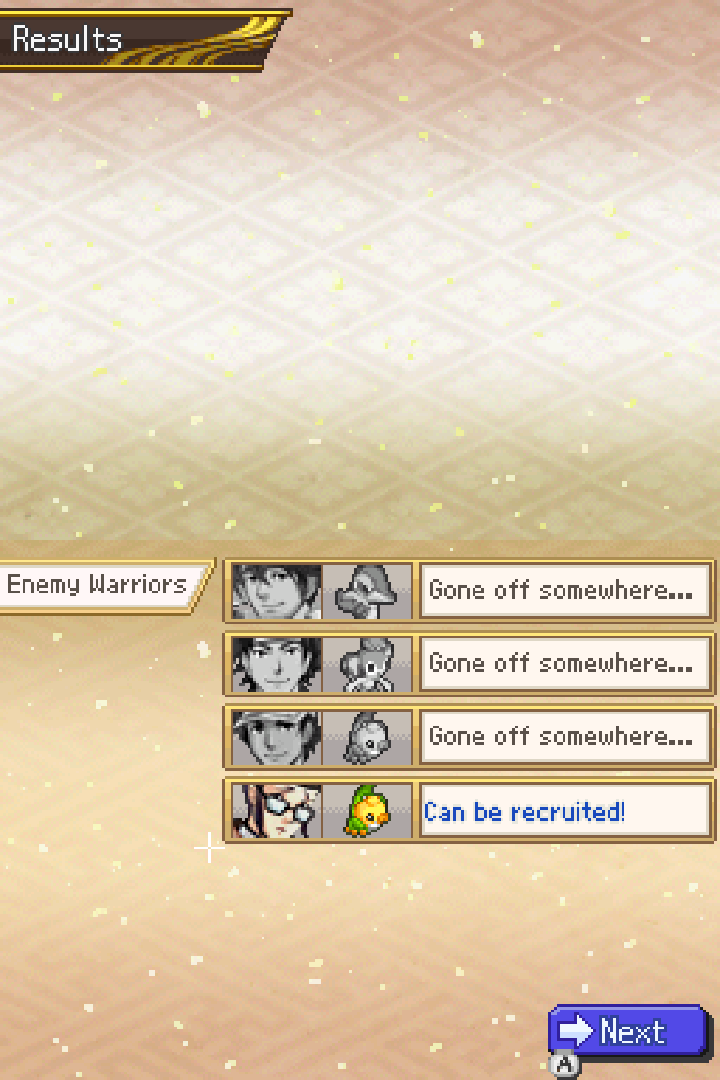 Results
Enemy Warriors
Gone off somewhere...
Gone off somewhere...
Gone off somewhere...
Can be recruited!
Next
A